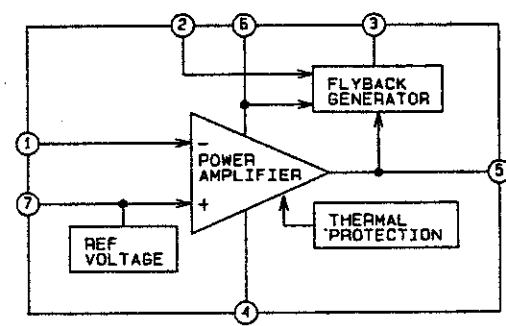 2
6
3
FLYBACK
GENERATOR
1
-
POWER
AMPLIFIER
5
7
+
REF
VOLTAGE
THERMAL
PROTECTION
4